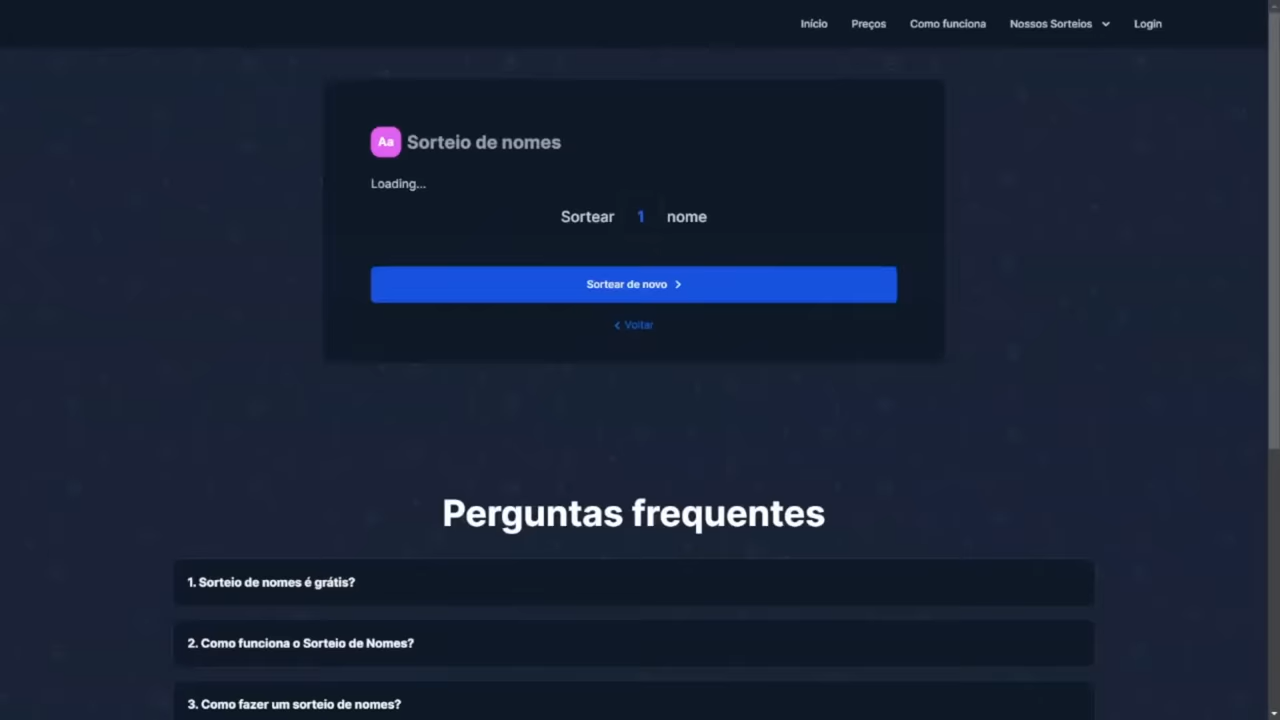 Início Preços Como funciona Nossos Sorteios Login
Aa Sorteio de nomes
Loading...
Sortear 1 nome
Sortear de novo
Voltar
Perguntas frequentes
1. Sorteio de nomes é grátis?
2. Como funciona o Sorteio de Nomes?
3. Como fazer um sorteio de nomes?